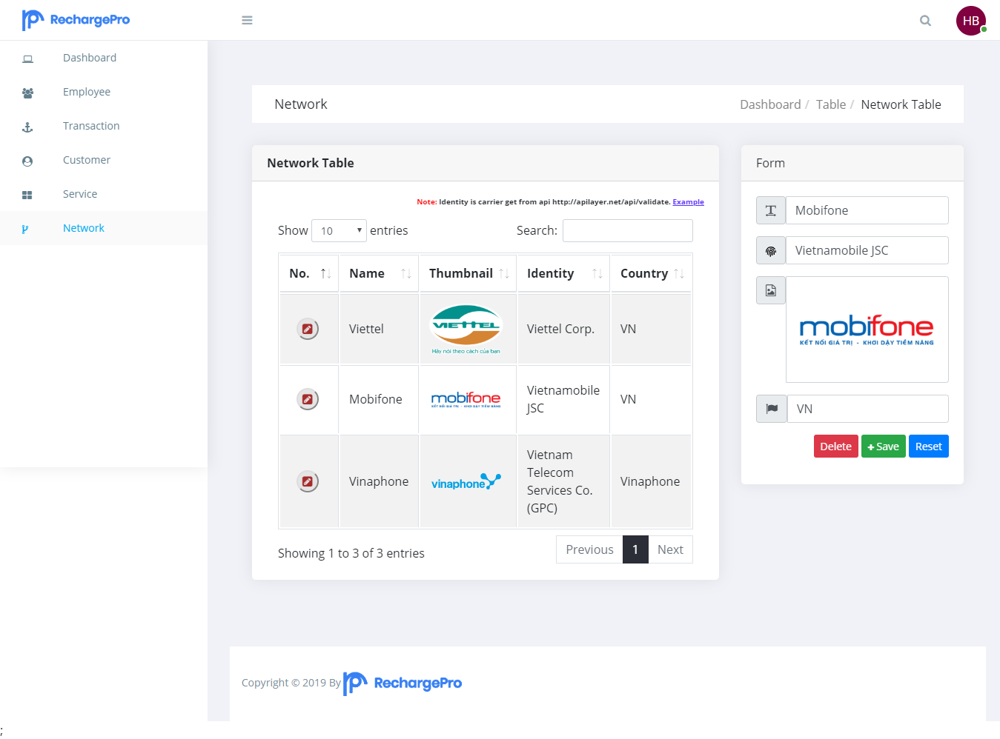 RechargePro
HB
Dashboard
Employee
Transaction
Customer
Service
Network
Network
Dashboard / Table / Network Table
Network Table
Note: Identity is carrier get from api http://apilayer.net/api/validate. Example
Show 10 entries
Search:
No. Name Thumbnail Identity Country
Viettel
VIETTEL
Hãy nói theo cách của bạn
Viettel Corp.
VN
Mobifone
mobifone
KẾT NỐI GIÁ TRỊ - KHƠI DẬY TIỀM NĂNG
Vietnamobile
JSC
VN
Vinaphone
vinaphone
Vietnam
Telecom
Services Co.
(GPC)
Vinaphone
Showing 1 to 3 of 3 entries
Previous 1 Next
Form
Mobifone
Vietnamobile JSC
mobifone
KẾT NỐI GIÁ TRỊ - KHƠI DẬY TIỀM NĂNG
VN
Delete + Save Reset
Copyright © 2019 By RechargePro
;